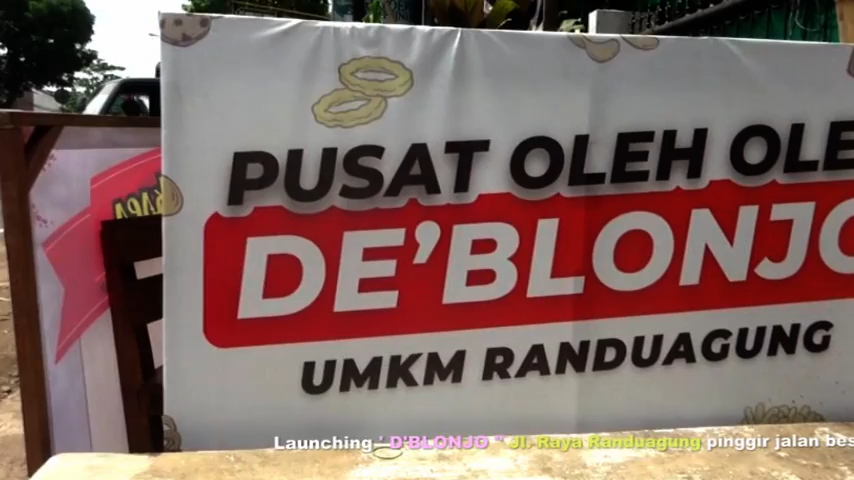 PUSAT OLEH OLE
DE'BLONJO
UMKM RANDUAGUNG
Launching ' D'BLONJO " Jl. Raya Randuagung pinggir jalan bes